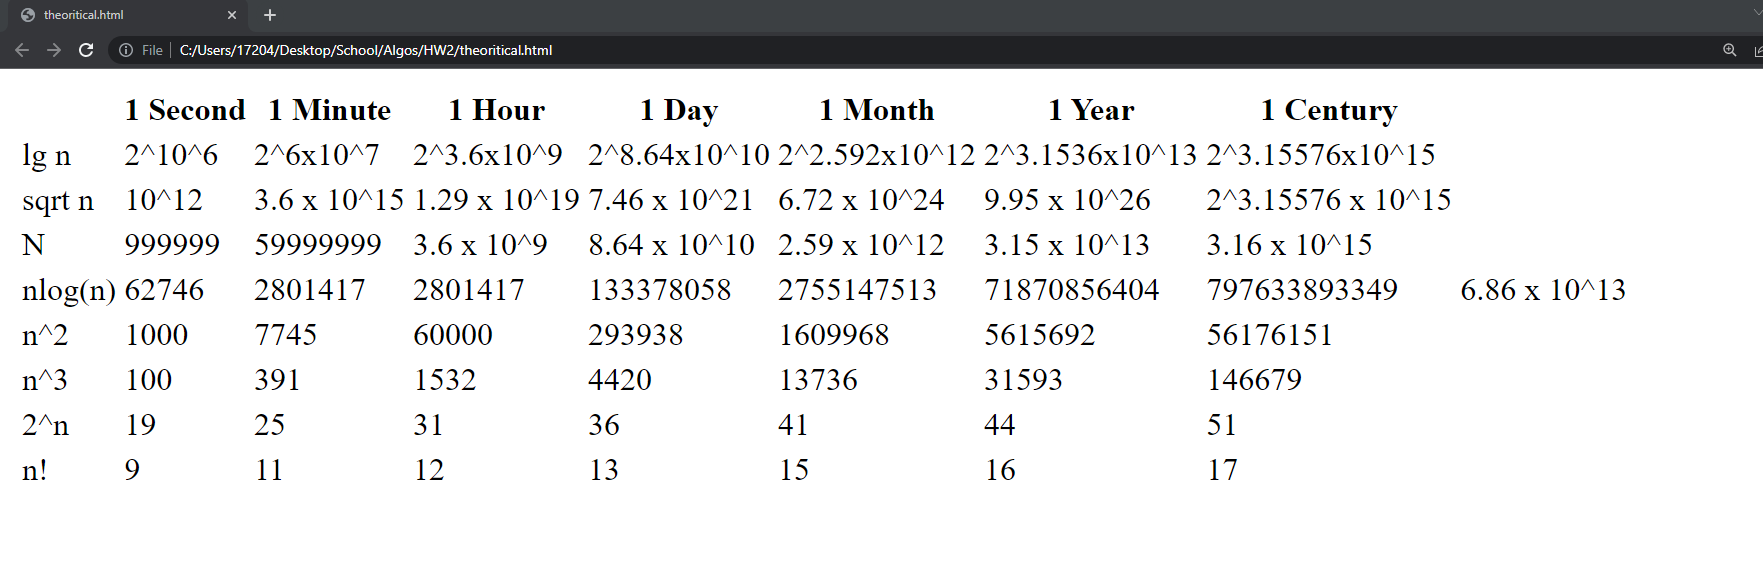 theoritical.html
File C:/Users/17204/Desktop/School/Algos/HW2/theoritical.html
1 Second 1 Minute 1 Hour 1 Day 1 Month 1 Year 1 Century
lg n 2^10^6 2^6x10^7 2^3.6x10^9 2^8.64x10^10 2^2.592x10^12 2^3.1536x10^13 2^3.15576x10^15
sqrt n 10^12 3.6 x 10^15 1.29 x 10^19 7.46 x 10^21 6.72 x 10^24 9.95 x 10^26 2^3.15576 x 10^15
N 999999 59999999 3.6 x 10^9 8.64 x 10^10 2.59 x 10^12 3.15 x 10^13 3.16 x 10^15
nlog(n) 62746 2801417 2801417 133378058 2755147513 71870856404 797633893349 6.86 x 10^13
n^2 1000 7745 60000 293938 1609968 5615692 56176151
n^3 100 391 1532 4420 13736 31593 146679
2^n 19 25 31 36 41 44 51
n! 9 11 12 13 15 16 17